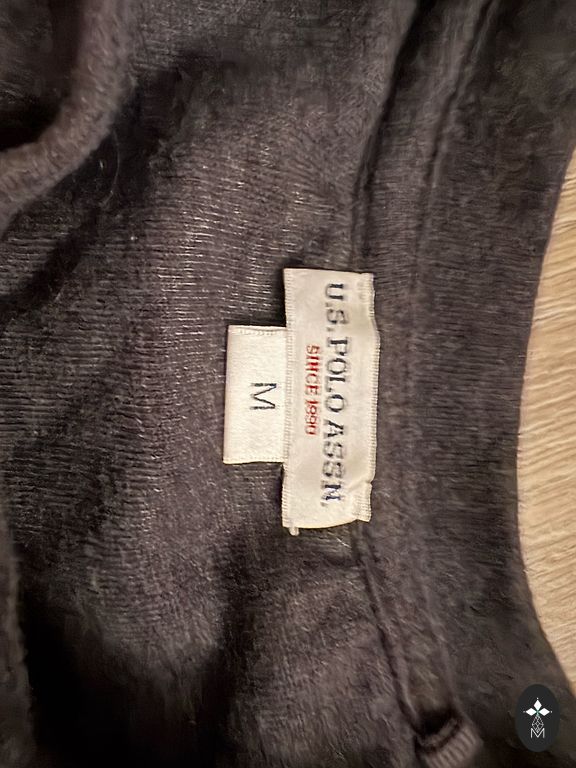 U.S. POLO ASSN.
SINCE 1890
M
M